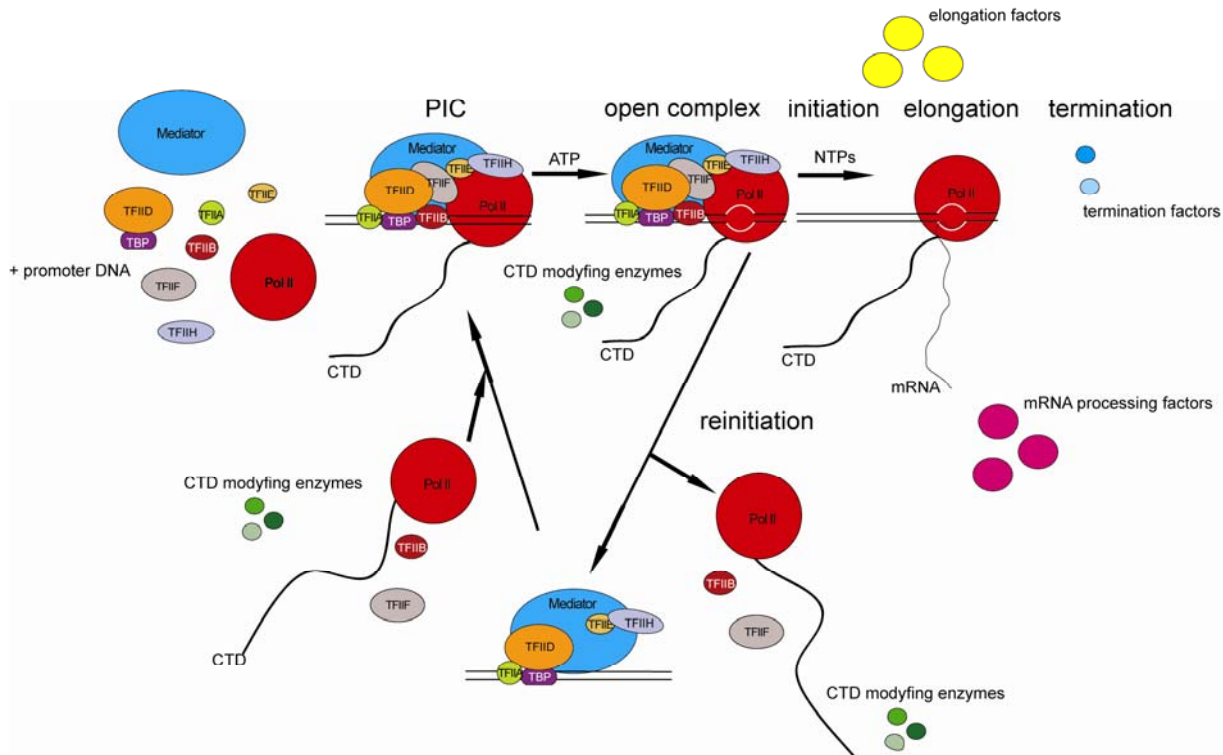 elongation factors
PIC
open complex
initiation
elongation
termination
Mediator
TFIID
TBP
TFIIA
TFIIE
TFIIB
+ promoter DNA
TFIIF
Pol II
TFIIH
Mediator
TFIIE
TFIIH
TFIIF
TFIID
Pol II
TFIIA
TBP
TFIIB
CTD
ATP
Mediator
TFIIE
TFIIH
TFIIF
TFIID
Pol II
TFIIA
TBP
TFIIB
CTD modyfing enzymes
CTD
NTPs
Pol II
CTD
mRNA
termination factors
mRNA processing factors
reinitiation
CTD modyfing enzymes
Pol II
TFIIB
TFIIF
CTD
Mediator
TFIIE
TFIIH
TFIID
TFIIA
TBP
Pol II
TFIIB
TFIIF
CTD modyfing enzymes